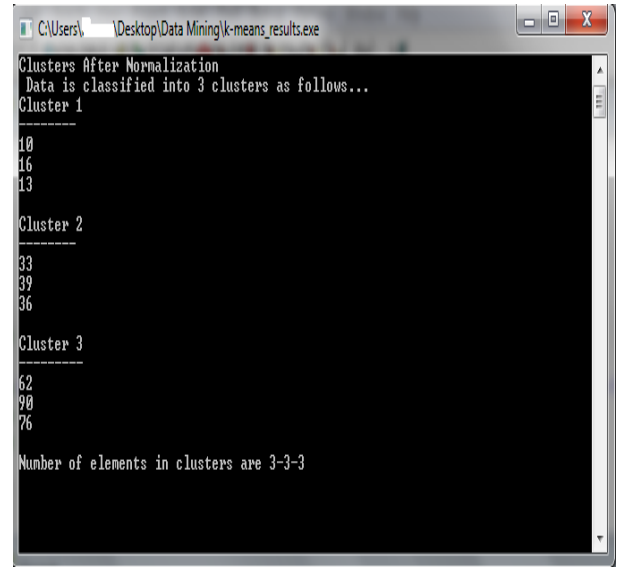 C:\Users\ \Desktop\Data Mining\k-means_results.exe
Clusters After Normalization
Data is classified into 3 clusters as follows...
Cluster 1
--------
10
16
13
Cluster 2
--------
33
39
36
Cluster 3
---------
62
90
76
Number of elements in clusters are 3-3-3